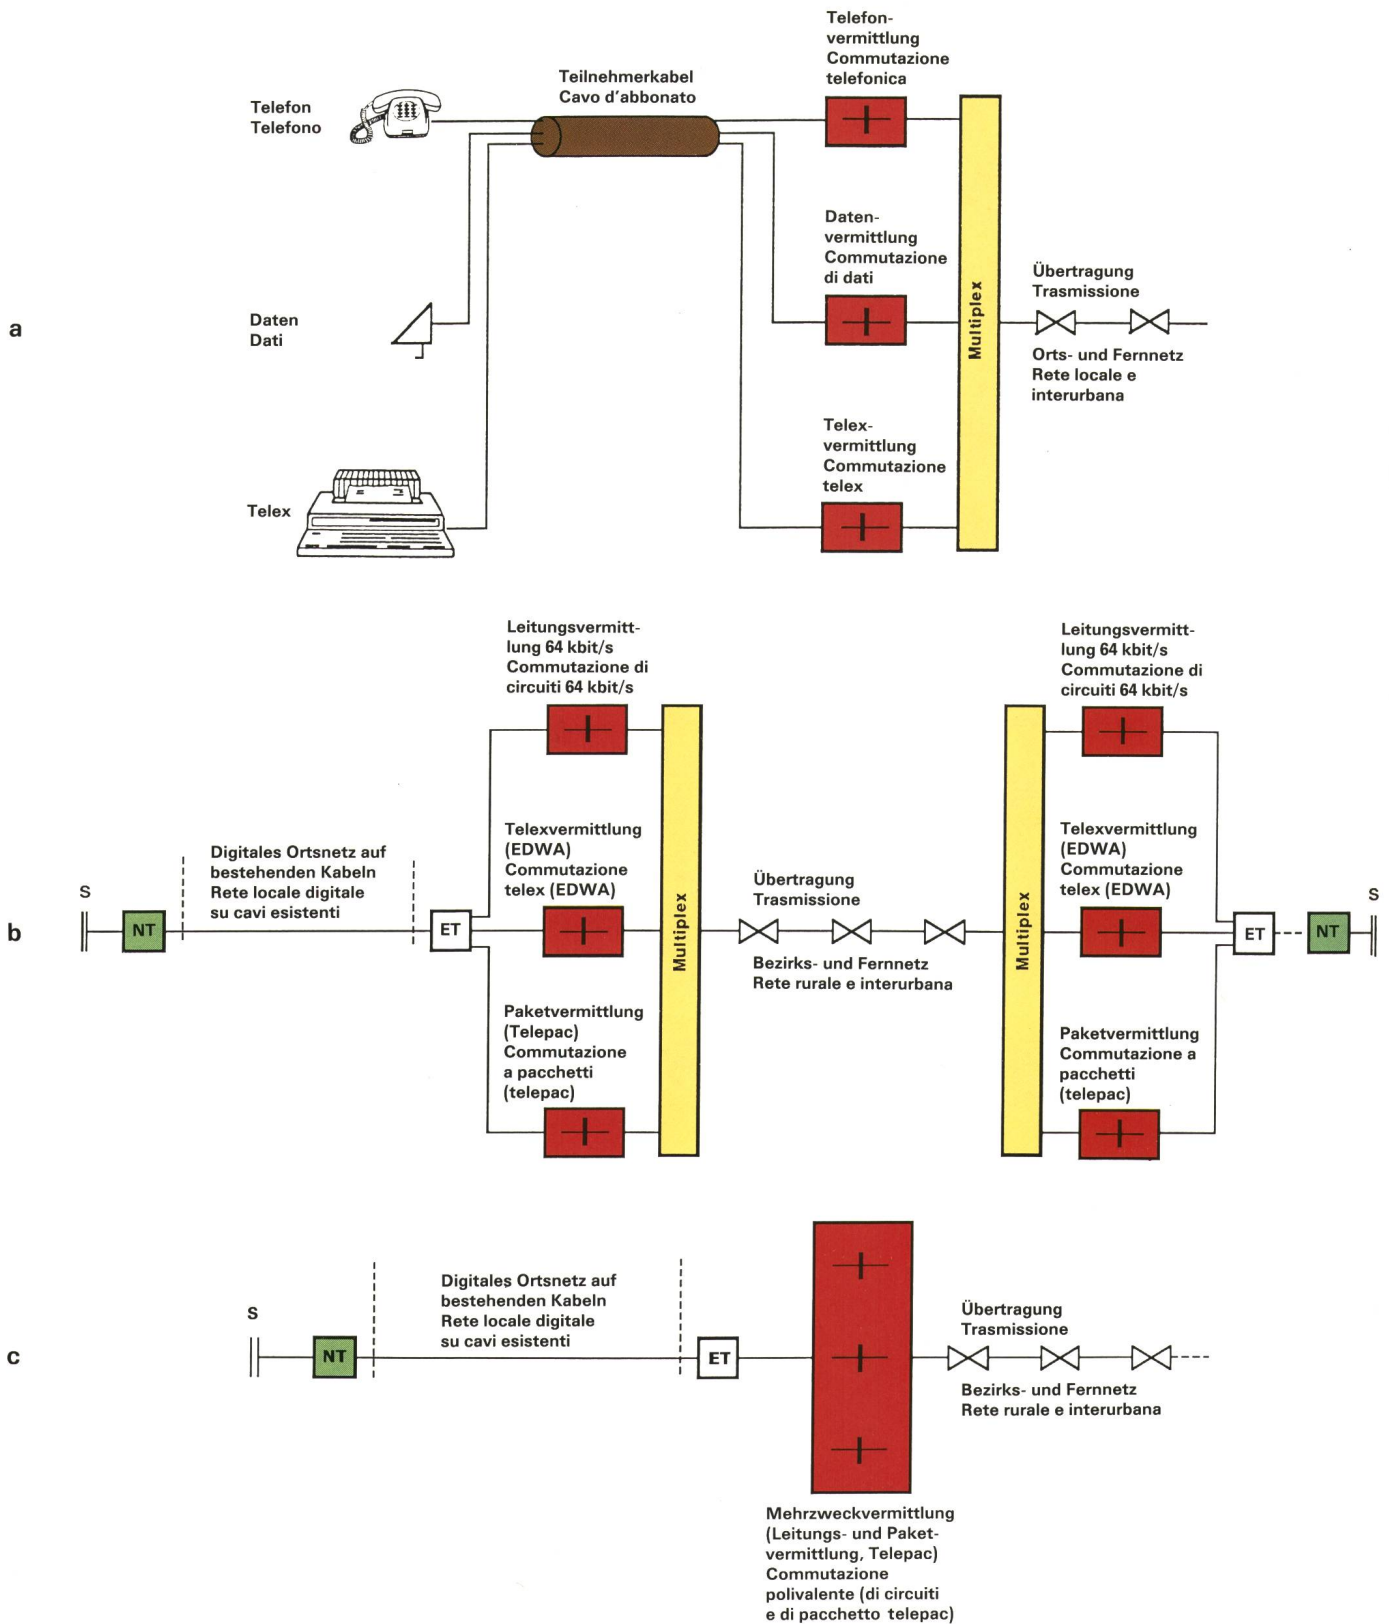 Telefon-
vermittlung
Commutazione
telefonica
Teilnehmerkabel
Cavo d'abbonato
Telefon
Telefono
Daten-
vermittlung
Commutazione
di dati
Multiplex
Übertragung
Trasmissione
a
Daten
Dati
Orts- und Fernnetz
Rete locale e
interurbana
Telex-
vermittlung
Commutazione
telex
Telex
Leitungsvermitt-
lung 64 kbit/s
Commutazione di
circuiti 64 kbit/s
Leitungsvermitt-
lung 64 kbit/s
Commutazione di
circuiti 64 kbit/s
Telexvermittlung
(EDWA)
Commutazione
telex (EDWA)
Telexvermittlung
(EDWA)
Commutazione
telex (EDWA)
Digitales Ortsnetz auf
bestehenden Kabeln
Rete locale digitale
su cavi esistenti
Übertragung
Trasmissione
b
S
NT
ET
Multiplex
Multiplex
ET
NT
S
Bezirks- und Fernnetz
Rete rurale e interurbana
Paketvermittlung
(Telepac)
Commutazione
a pacchetti
(telepac)
Paketvermittlung
Commutazione a
pacchetti
(telepac)
Digitales Ortsnetz auf
bestehenden Kabeln
Rete locale digitale
su cavi esistenti
Übertragung
Trasmissione
c
S
NT
ET
Bezirks- und Fernnetz
Rete rurale e interurbana
Mehrzweckvermittlung
(Leitungs- und Paket-
vermittlung, Telepac)
Commutazione
polivalente (di circuiti
e di pacchetto telepac)